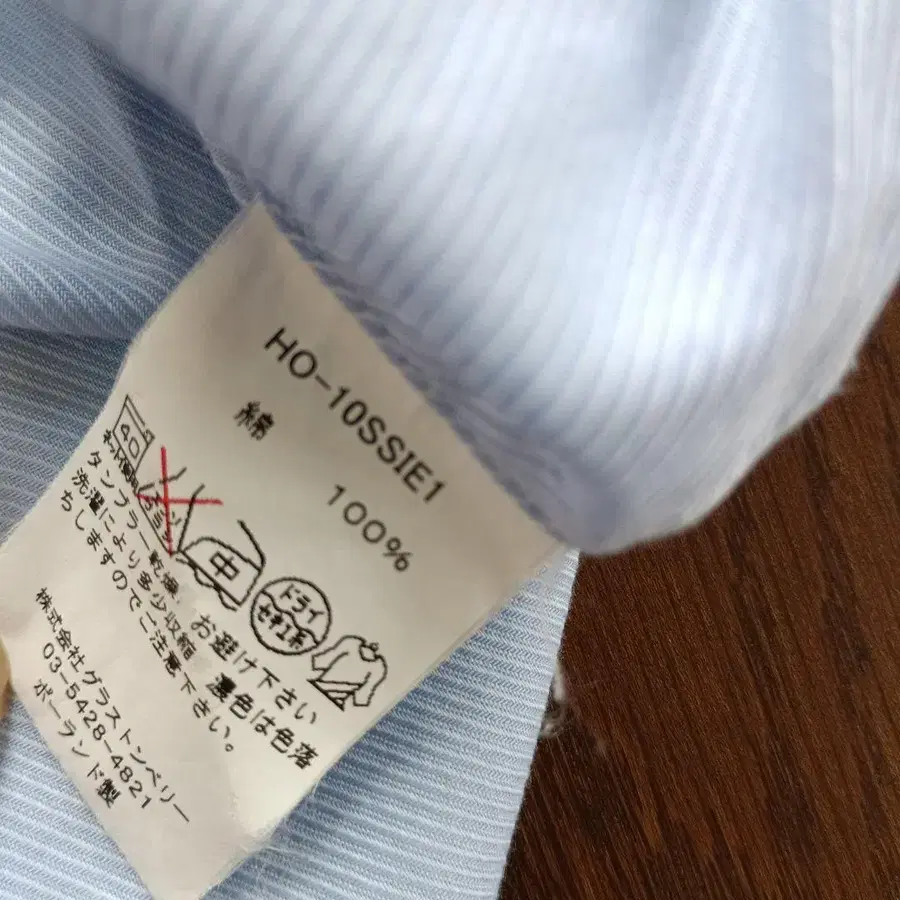 HO-10SSIE1
綿 100%
40
中
ドライ
タンブラー乾燥、お避け下さい
洗濯により多少収縮 濃色は色落
ちしますのでご注意下さい。
株式会社グラストンベリー
03-5428-4821
ポーランド製